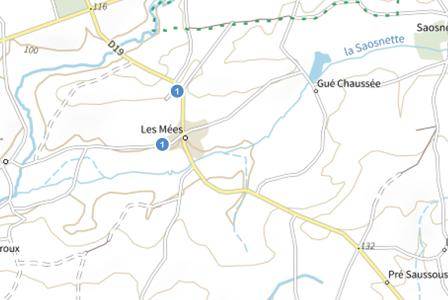 116
D19
Saosne
la Saosnette
100
Gué Chaussée
1
Les Mées
1
roux
132
Pré Saussous